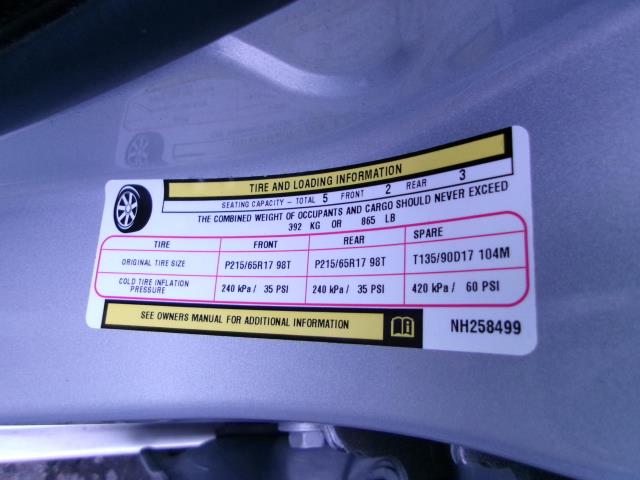 TIRE AND LOADING INFORMATION
SEATING CAPACITY - TOTAL 5 FRONT 2 REAR 3
THE COMBINED WEIGHT OF OCCUPANTS AND CARGO SHOULD NEVER EXCEED
392 KG OR 865 LB
TIRE FRONT REAR SPARE
ORIGINAL TIRE SIZE P215/65R17 98T P215/65R17 98T T135/90D17 104M
COLD TIRE INFLATION
PRESSURE 240 kPa/ 35 PSI 240 kPa/ 35 PSI 420 kPa/ 60 PSI
SEE OWNERS MANUAL FOR ADDITIONAL INFORMATION
NH258499